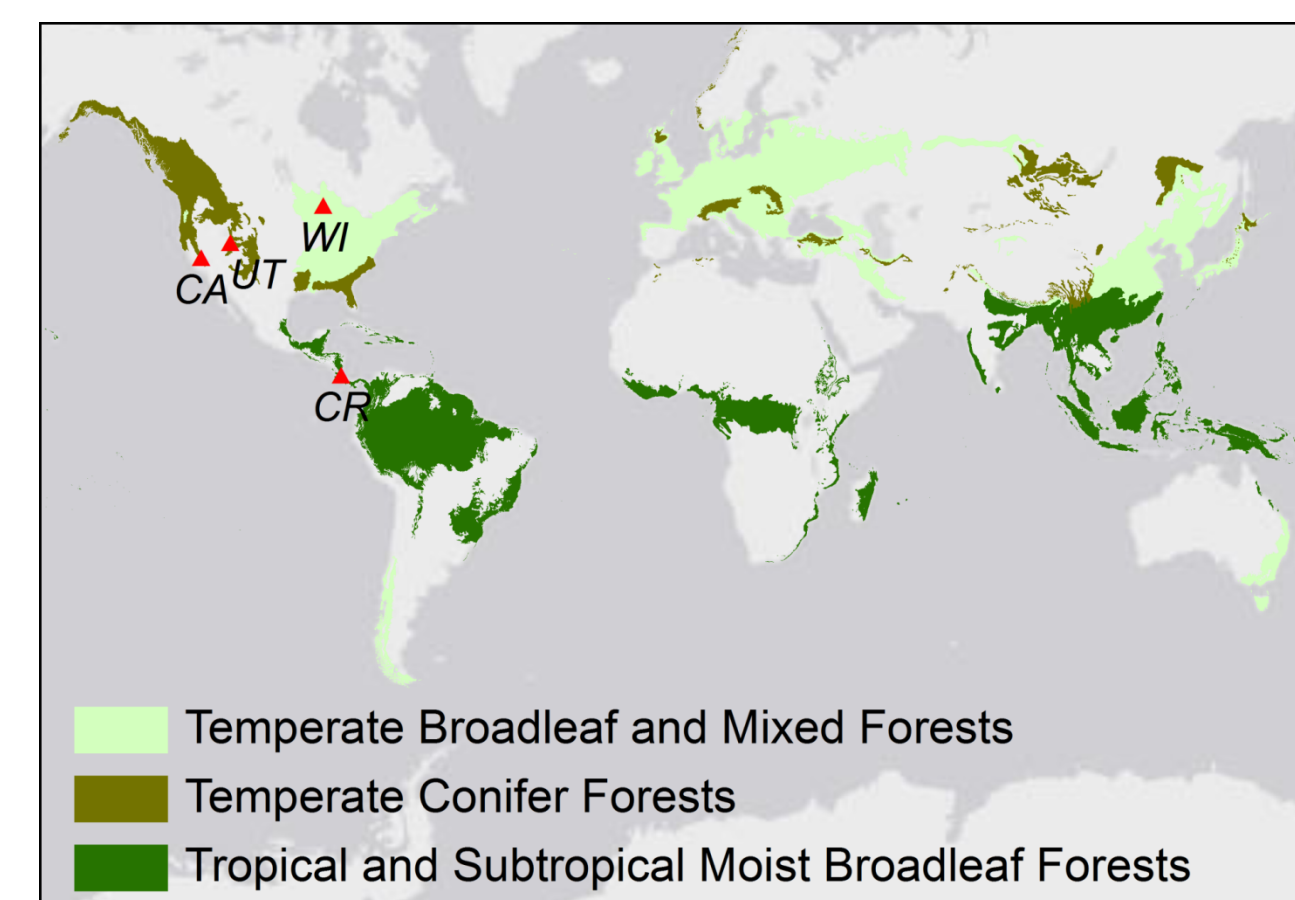 WI
CA
UT
CR
Temperate Broadleaf and Mixed Forests
Temperate Conifer Forests
Tropical and Subtropical Moist Broadleaf Forests